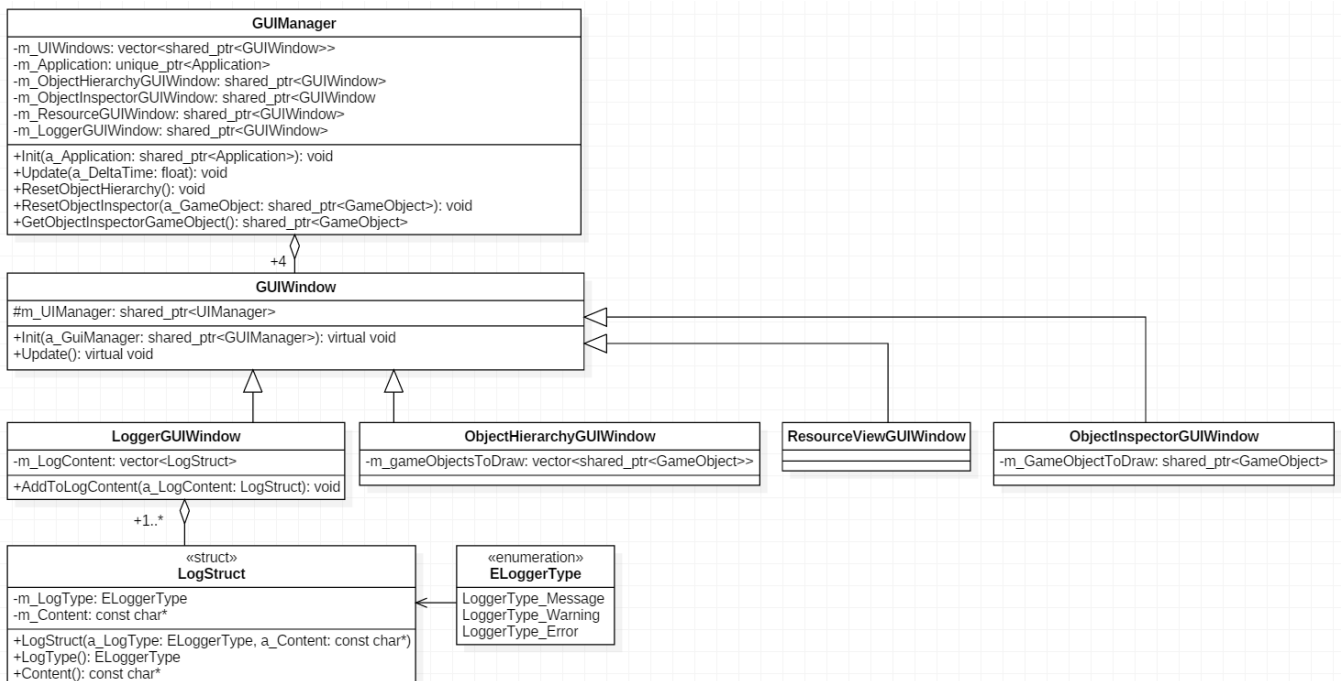 GUIManager
-m_UIWindows: vector<shared_ptr<GUIWindow>>
-m_Application: unique_ptr<Application>
-m_ObjectHierarchyGUIWindow: shared_ptr<GUIWindow>
-m_ObjectInspectorGUIWindow: shared_ptr<GUIWindow
-m_ResourceGUIWindow: shared_ptr<GUIWindow>
-m_LoggerGUIWindow: shared_ptr<GUIWindow>
+Init(a_Application: shared_ptr<Application>): void
+Update(a_DeltaTime: float): void
+ResetObjectHierarchy(): void
+ResetObjectInspector(a_GameObject: shared_ptr<GameObject>): void
+GetObjectInspectorGameObject(): shared_ptr<GameObject>
+4
GUIWindow
#m_UIManager: shared_ptr<UIManager>
+Init(a_GuiManager: shared_ptr<GUIManager>): virtual void
+Update(): virtual void
LoggerGUIWindow
-m_LogContent: vector<LogStruct>
+AddToLogContent(a_LogContent: LogStruct): void
ObjectHierarchyGUIWindow
-m_gameObjectsToDraw: vector<shared_ptr<GameObject>>
ResourceViewGUIWindow
ObjectInspectorGUIWindow
-m_GameObjectToDraw: shared_ptr<GameObject>
+1..*
«struct»
LogStruct
-m_LogType: ELoggerType
-m_Content: const char*
+LogStruct(a_LogType: ELoggerType, a_Content: const char*)
+LogType(): ELoggerType
+Content(): const char*
«enumeration»
ELoggerType
LoggerType_Message
LoggerType_Warning
LoggerType_Error